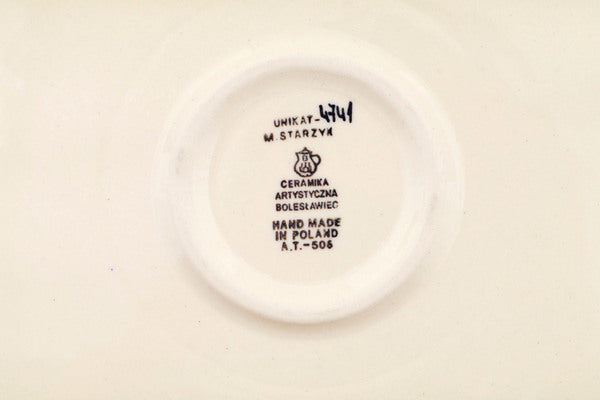 UNIKAT-4741
M. STARZYK
CERAMIKA
ARTYSTYCZNA
BOLESŁAWIEC
HAND MADE
IN POLAND
A.T.-506